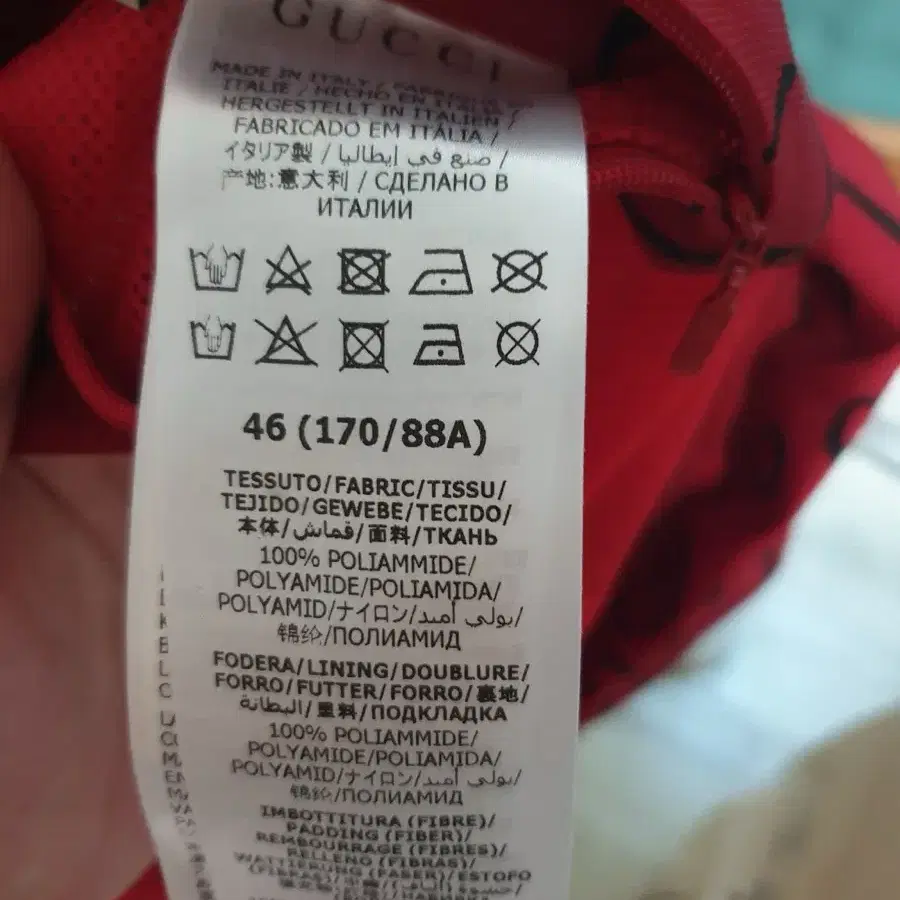 GUCCI
MADE IN ITALY / FABRIQUÉ EN
ITALIE / HECHO EN ITALIA /
HERGESTELLT IN ITALIEN /
FABRICADO EM ITÁLIA /
イタリア製 / صنع في إيطاليا /
产地:意大利 / СДЕЛАНО В
ИТАЛИИ
46 (170/88A)
TESSUTO/FABRIC/TISSU/
TEJIDO/GEWEBE/TECIDO/
本体/قماش/面料/ТКАНЬ
100% POLIAMMIDE/
POLYAMIDE/POLIAMIDA/
POLYAMID/ナイロン/بولي أميد/
锦纶/ПОЛИАМИД
FODERA/LINING/DOUBLURE/
FORRO/FUTTER/FORRO/裏地/
البطانة/里料/ПОДКЛАДКА
100% POLIAMMIDE/
POLYAMIDE/POLIAMIDA/
POLYAMID/ナイロン/بولي أميد/
锦纶/ПОЛИАМИД
IMBOTTITURA (FIBRE)/
PADDING (FIBER)/
REMBOURRAGE (FIBRES)/
RELLENO (FIBRAS)/
WATTIERUNG (FASER)/ESTOFO
(FIBRAS)/